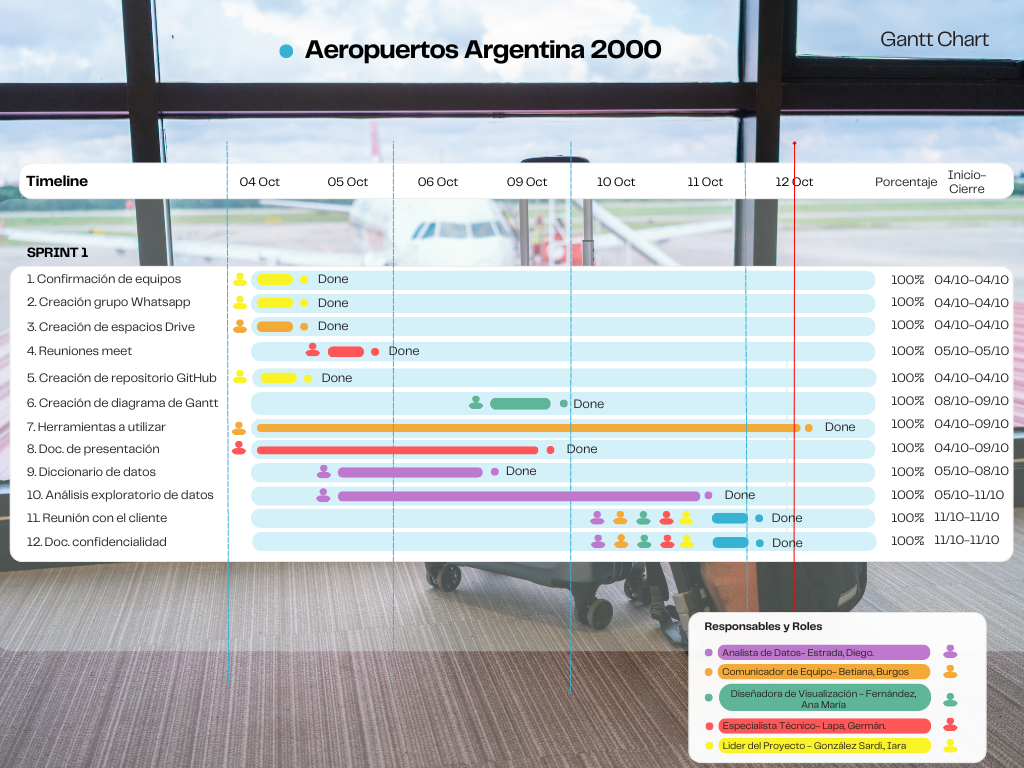 Aeropuertos Argentina 2000
Gantt Chart
Timeline 04 Oct 05 Oct 06 Oct 09 Oct 10 Oct 11 Oct 12 Oct Porcentaje Inicio-
Cierre
SPRINT 1
1. Confirmación de equipos Done 100% 04/10-04/10
2. Creación grupo Whatsapp Done 100% 04/10-04/10
3. Creación de espacios Drive Done 100% 04/10-04/10
4. Reuniones meet Done 100% 05/10-05/10
5. Creación de repositorio GitHub Done 100% 04/10-04/10
6. Creación de diagrama de Gantt Done 100% 08/10-09/10
7. Herramientas a utilizar Done 100% 04/10-09/10
8. Doc. de presentación Done 100% 04/10-09/10
9. Diccionario de datos Done 100% 05/10-08/10
10. Análisis exploratorio de datos Done 100% 05/10-11/10
11. Reunión con el cliente Done 100% 11/10-11/10
12. Doc. confidencialidad Done 100% 11/10-11/10
Responsables y Roles
Analista de Datos- Estrada, Diego.
Comunicador de Equipo- Betiana, Burgos
Diseñadora de Visualización - Fernández,
Ana María
Especialista Técnico- Lapa, Germán.
Lider del Proyecto - González Sardi, Iara